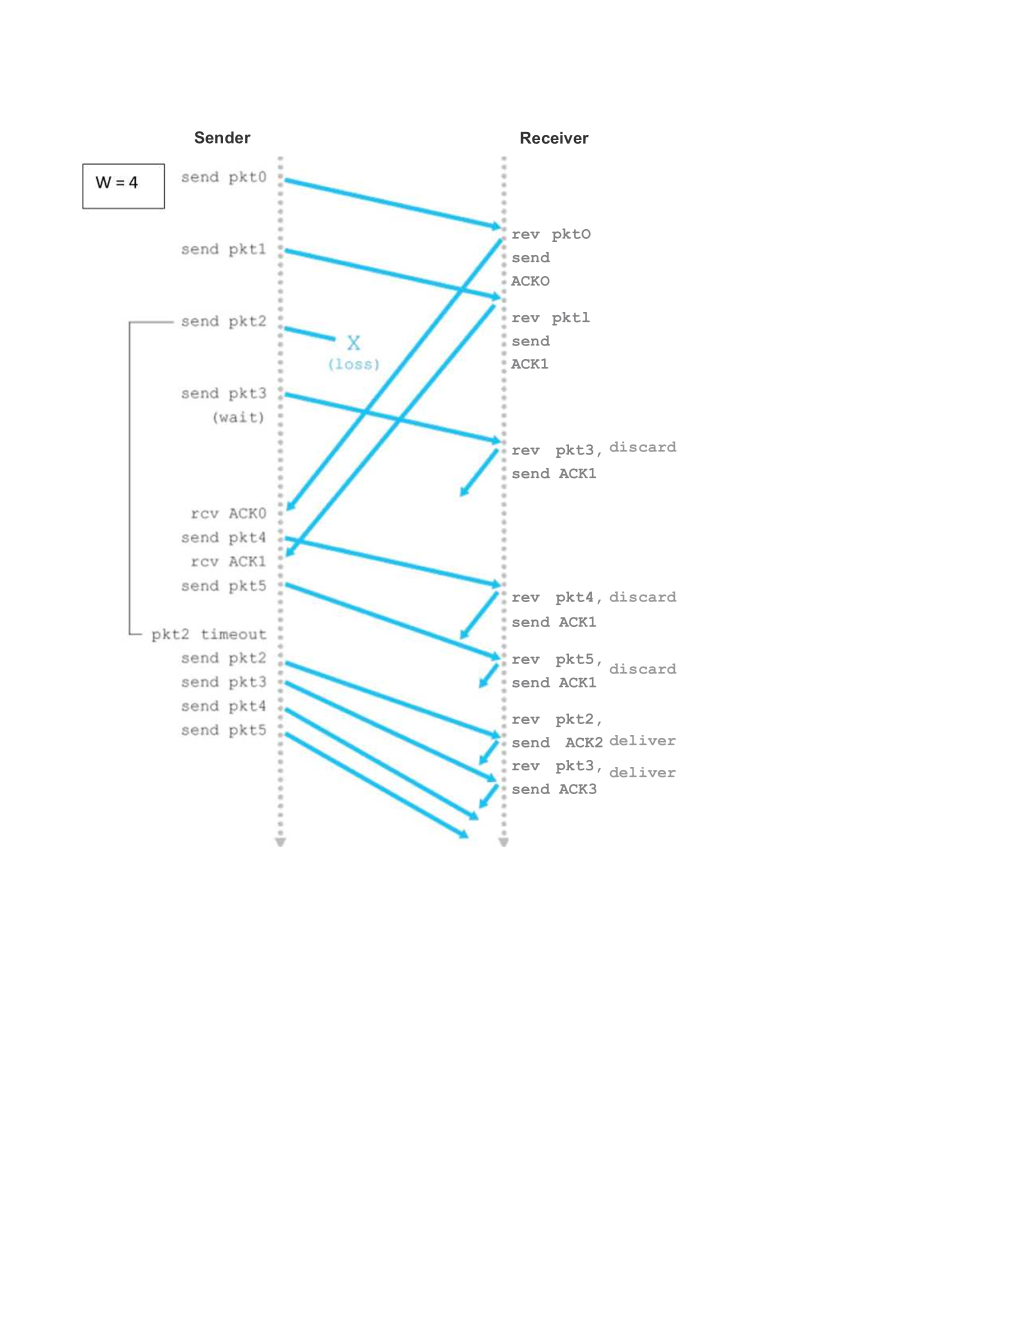 Sender
Receiver
W = 4
send pkt0
send pkt1
send pkt2
X
(loss)
send pkt3
(wait)
rcv ACK0
send pkt4
rcv ACK1
send pkt5
pkt2 timeout
send pkt2
send pkt3
send pkt4
send pkt5
rev pktO
send
ACKO
rev pktl
send
ACK1
rev pkt3, discard
send ACK1
rev pkt4, discard
send ACK1
rev pkt5, discard
send ACK1
rev pkt2,
send ACK2 deliver
rev pkt3, deliver
send ACK3